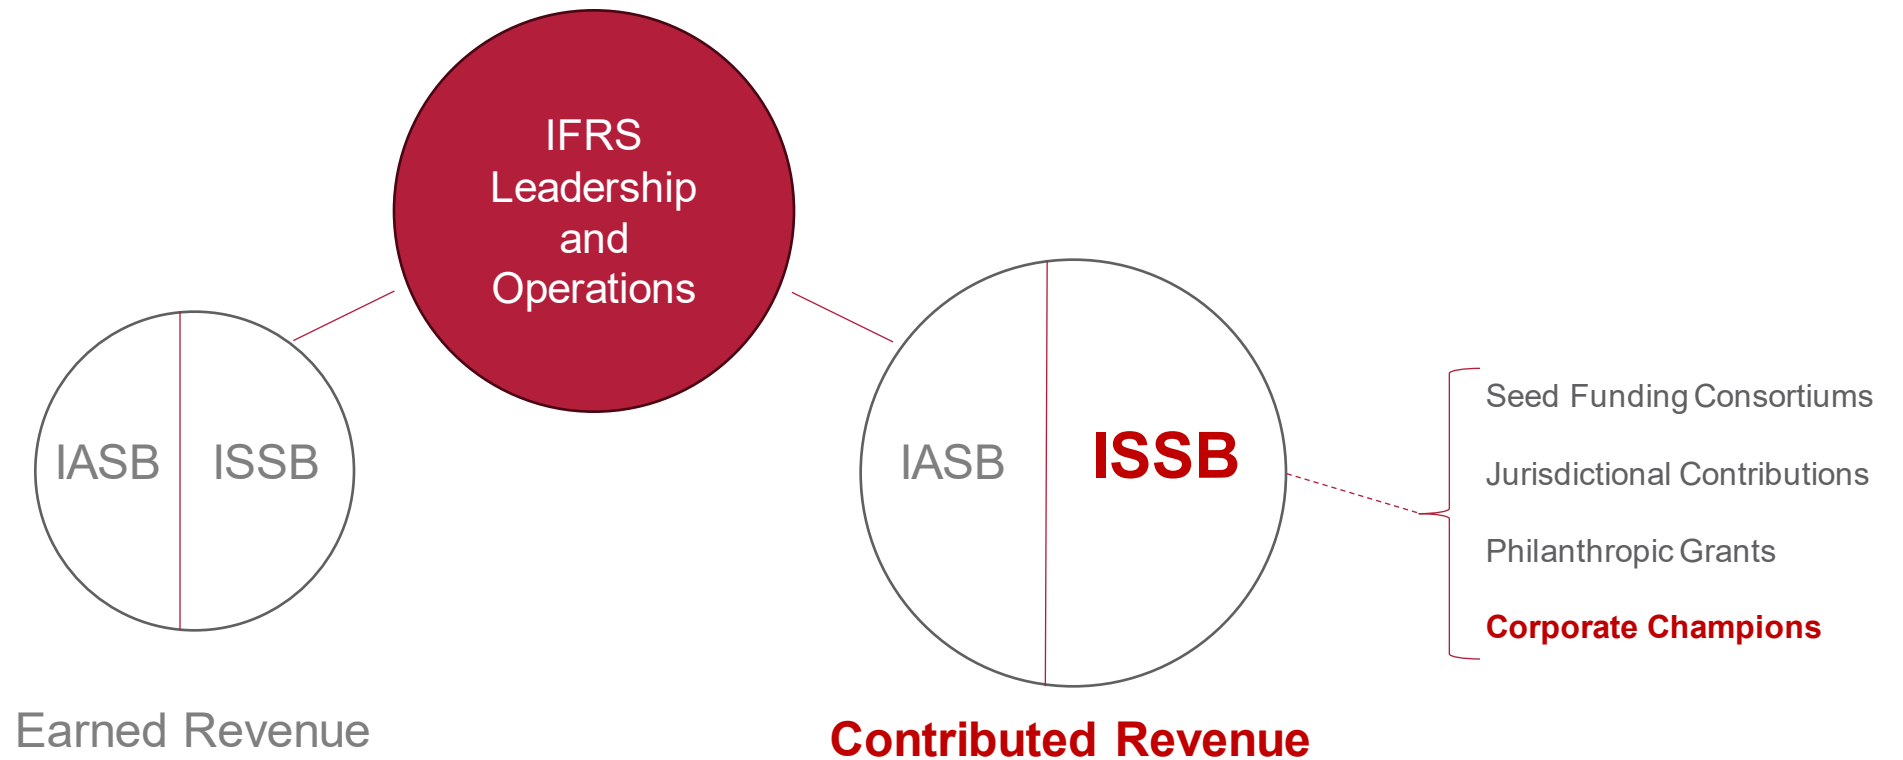 IFRS
Leadership
and
Operations
IASB
ISSB
Earned Revenue
IASB
ISSB
Contributed Revenue
Seed Funding Consortiums
Jurisdictional Contributions
Philanthropic Grants
Corporate Champions